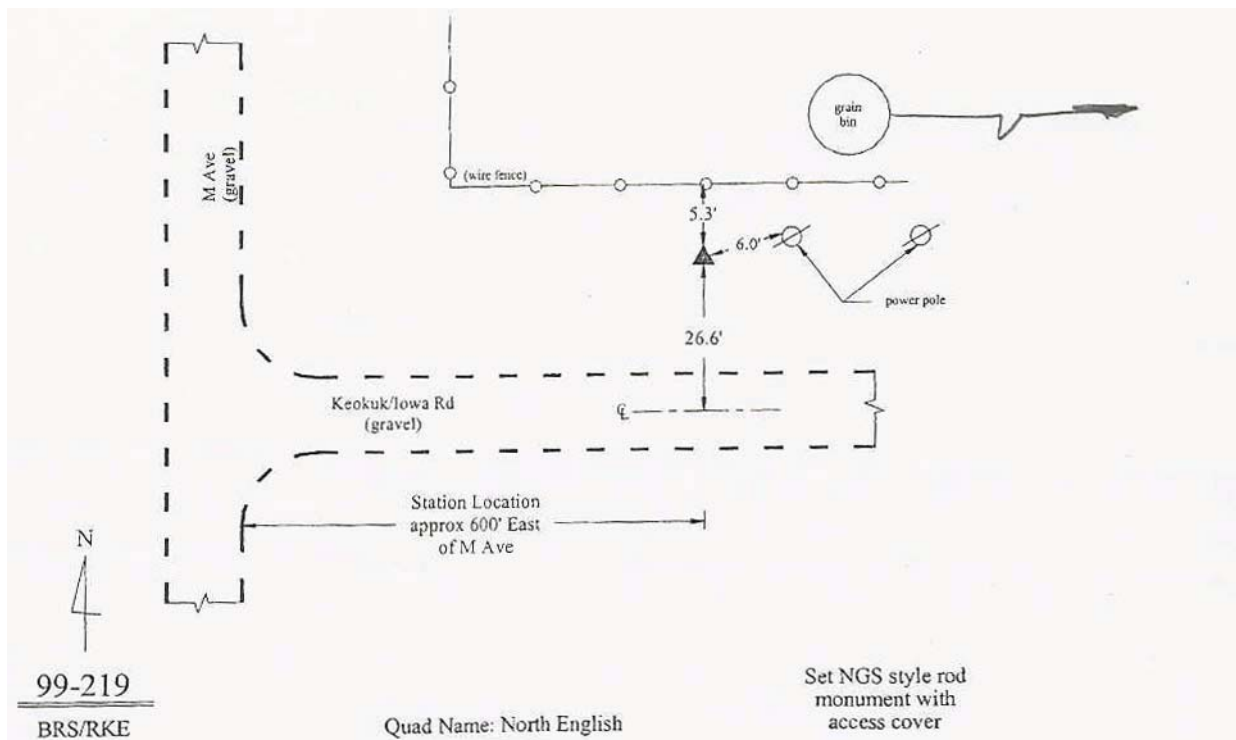 grain
bin
M Ave
(gravel)
(wire fence)
5.3'
6.0'
power pole
26.6'
Keokuk/Iowa Rd
(gravel)
℄
Station Location
approx 600' East
of M Ave
N
99-219
BRS/RKE
Quad Name: North English
Set NGS style rod
monument with
access cover